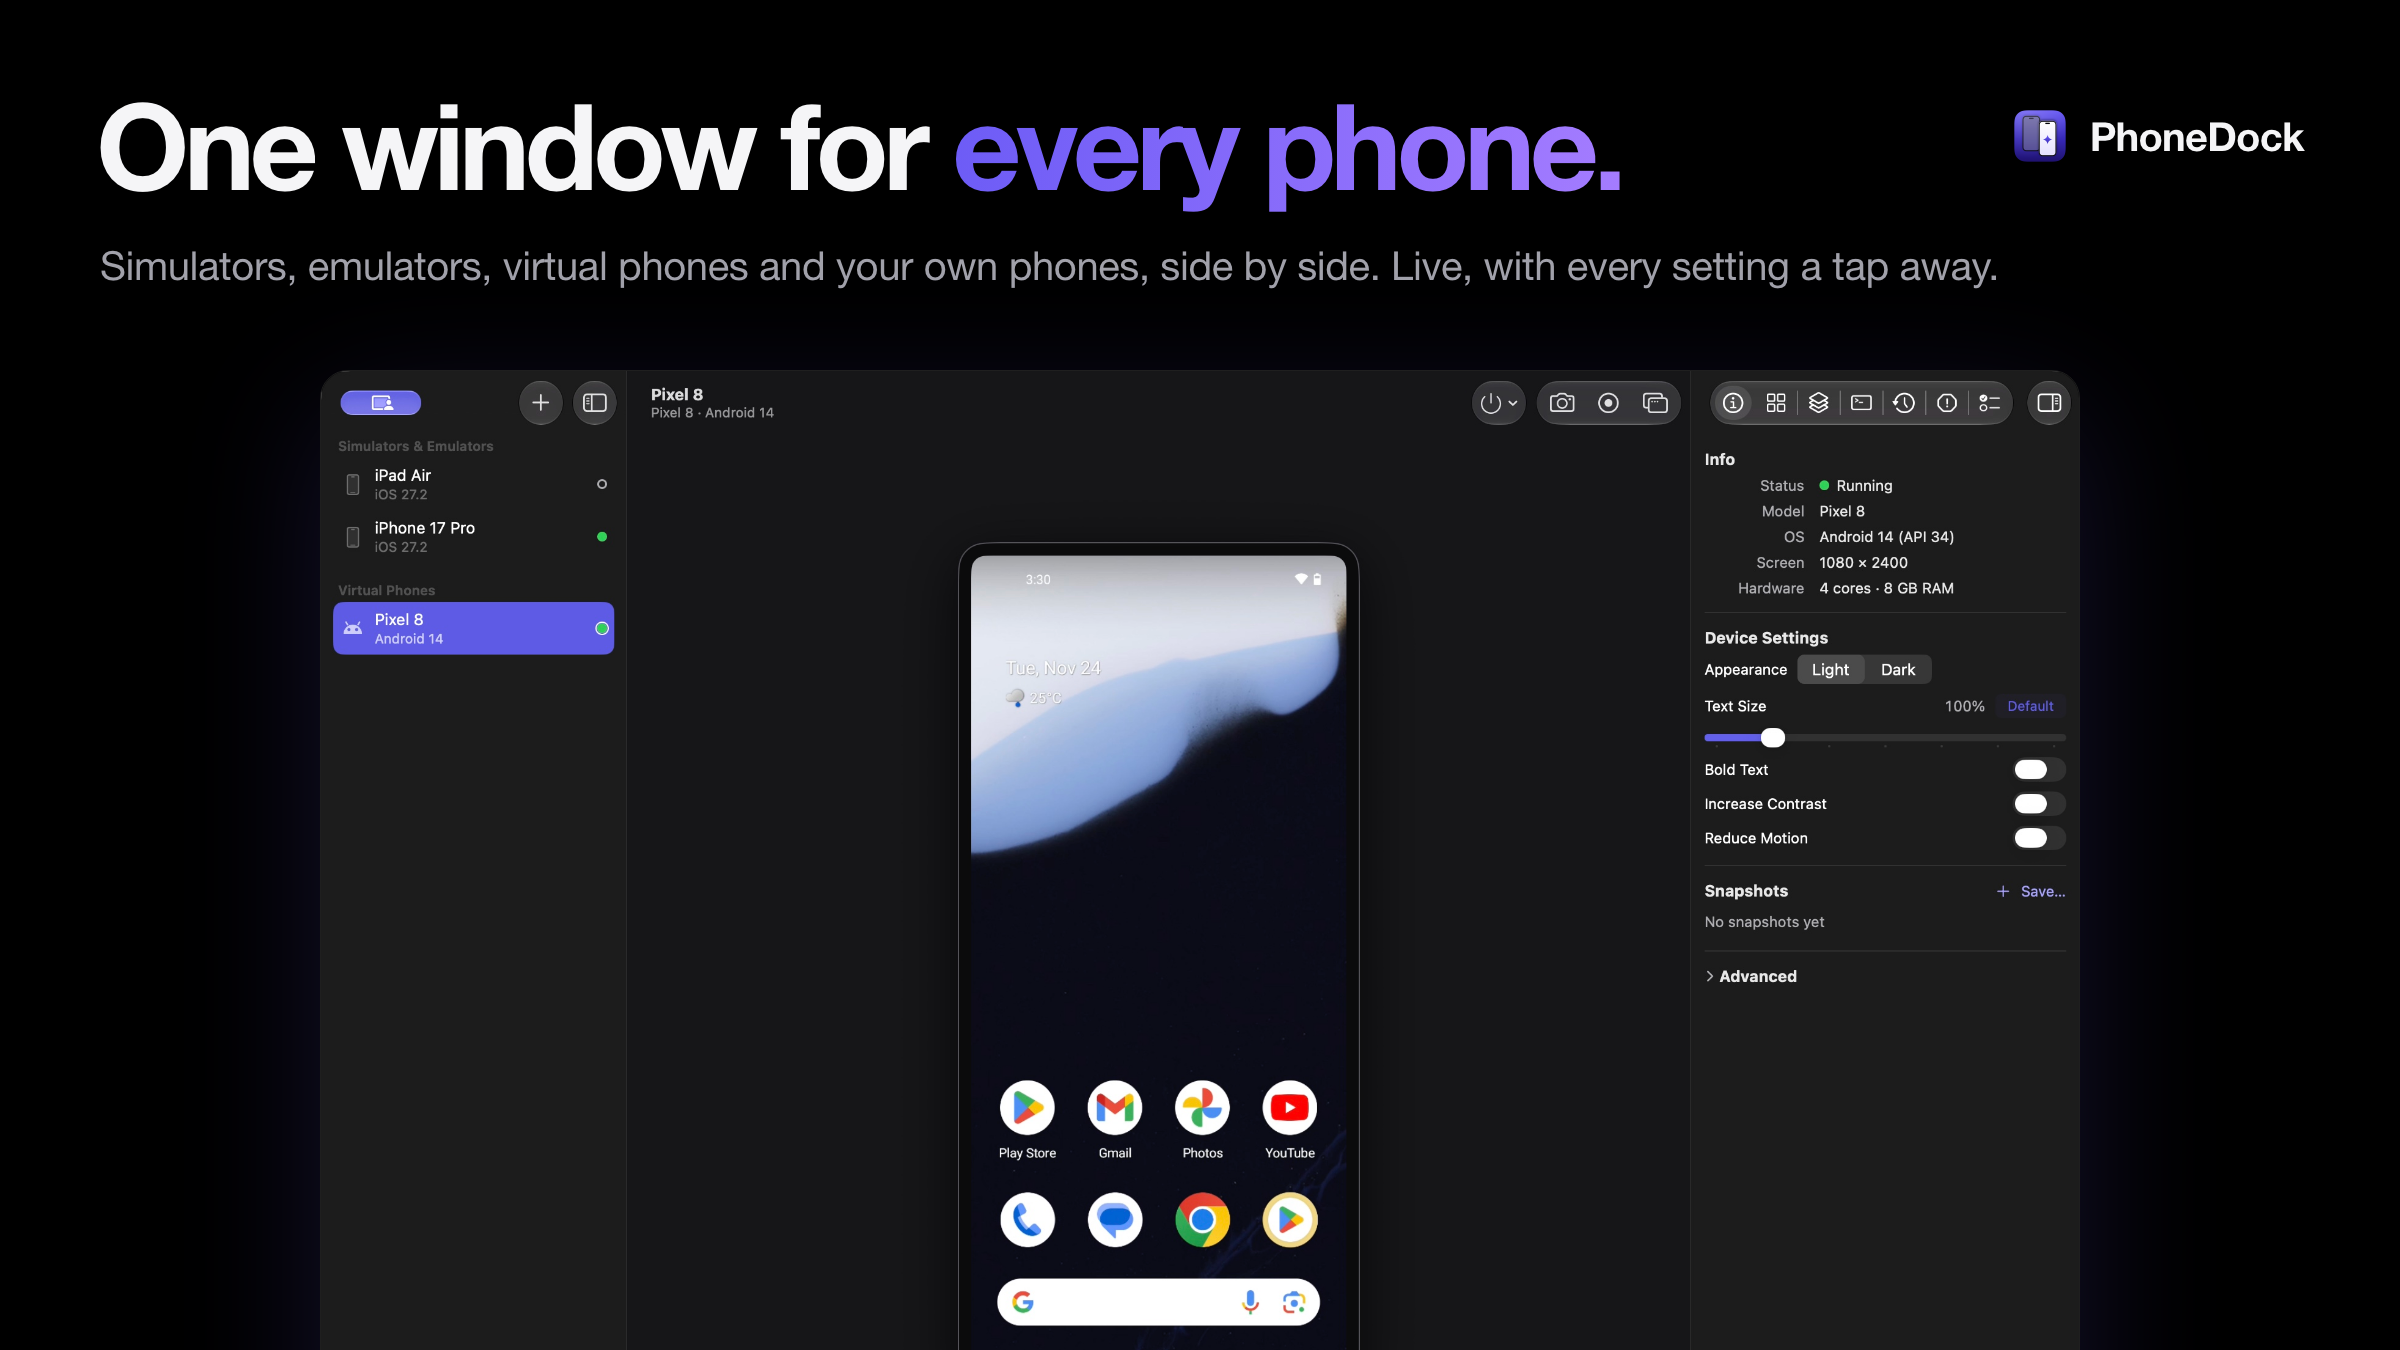 One window for every phone.
PhoneDock
Simulators, emulators, virtual phones and your own phones, side by side. Live, with every setting a tap away.
Simulators & Emulators
iPad Air
iOS 27.2
iPhone 17 Pro
iOS 27.2
Virtual Phones
Pixel 8
Android 14
Pixel 8
Pixel 8 · Android 14
3:30
Tue, Nov 24
25°C
Play Store
Gmail
Photos
YouTube
Info
Status Running
Model Pixel 8
OS Android 14 (API 34)
Screen 1080 × 2400
Hardware 4 cores · 8 GB RAM
Device Settings
Appearance Light Dark
Text Size 100% Default
Bold Text
Increase Contrast
Reduce Motion
Snapshots + Save...
No snapshots yet
Advanced